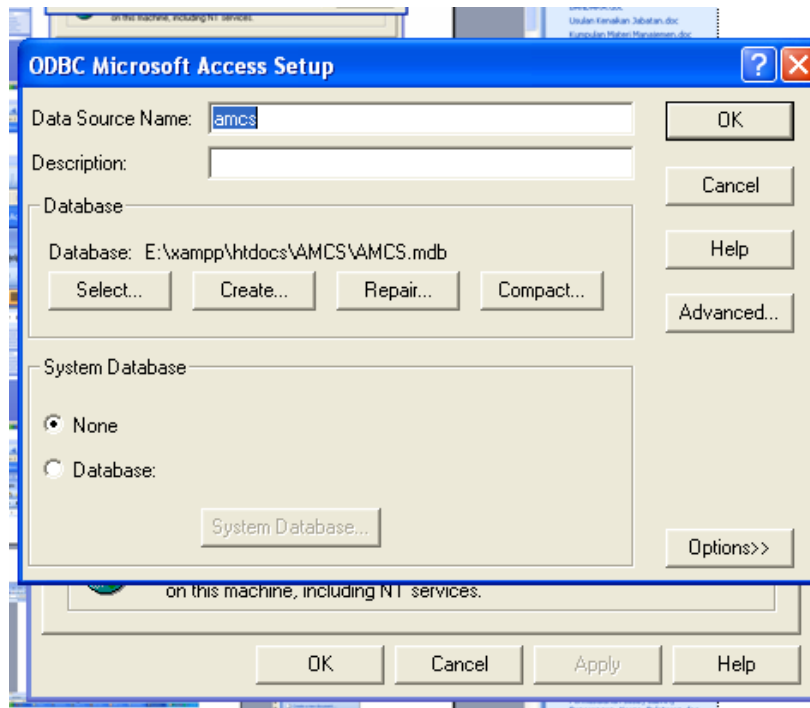 on this machine, including NT services.
Usulan Kenaikan Jabatan.doc
Kumpulan Materi Manajemen.doc
ODBC Microsoft Access Setup
Data Source Name: amcs
OK
Description:
Cancel
Database
Database: E:\xampp\htdocs\AMCS\AMCS.mdb
Help
Select... Create... Repair... Compact...
Advanced...
System Database
None
Database:
System Database...
Options>>
on this machine, including NT services.
OK Cancel Apply Help